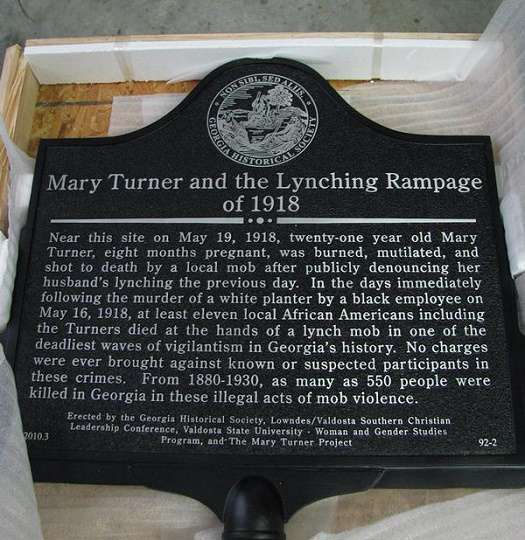 NON SIBI, SED ALIIS.
GEORGIA HISTORICAL SOCIETY
Mary Turner and the Lynching Rampage
of 1918
Near this site on May 19, 1918, twenty-one year old Mary
Turner, eight months pregnant, was burned, mutilated, and
shot to death by a local mob after publicly denouncing her
husband's lynching the previous day. In the days immediately
following the murder of a white planter by a black employee on
May 16, 1918, at least eleven local African Americans including
the Turners died at the hands of a lynch mob in one of the
deadliest waves of vigilantism in Georgia's history. No charges
were ever brought against known or suspected participants in
these crimes. From 1880-1930, as many as 550 people were
killed in Georgia in these illegal acts of mob violence.
Erected by the Georgia Historical Society, Lowndes/Valdosta Southern Christian
Leadership Conference, Valdosta State University - Woman and Gender Studies
Program, and The Mary Turner Project
2010.3
92-2